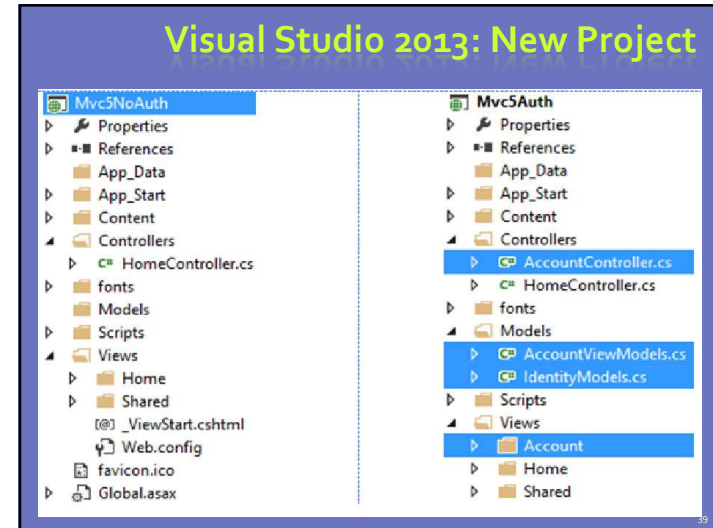 Visual Studio 2013: New Project
Mvc5NoAuth
Properties
References
App_Data
App_Start
Content
Controllers
C# HomeController.cs
fonts
Models
Scripts
Views
Home
Shared
[@] _ViewStart.cshtml
Web.config
favicon.ico
Global.asax
Mvc5Auth
Properties
References
App_Data
App_Start
Content
Controllers
C# AccountController.cs
C# HomeController.cs
fonts
Models
C# AccountViewModels.cs
C# IdentityModels.cs
Scripts
Views
Account
Home
Shared
39